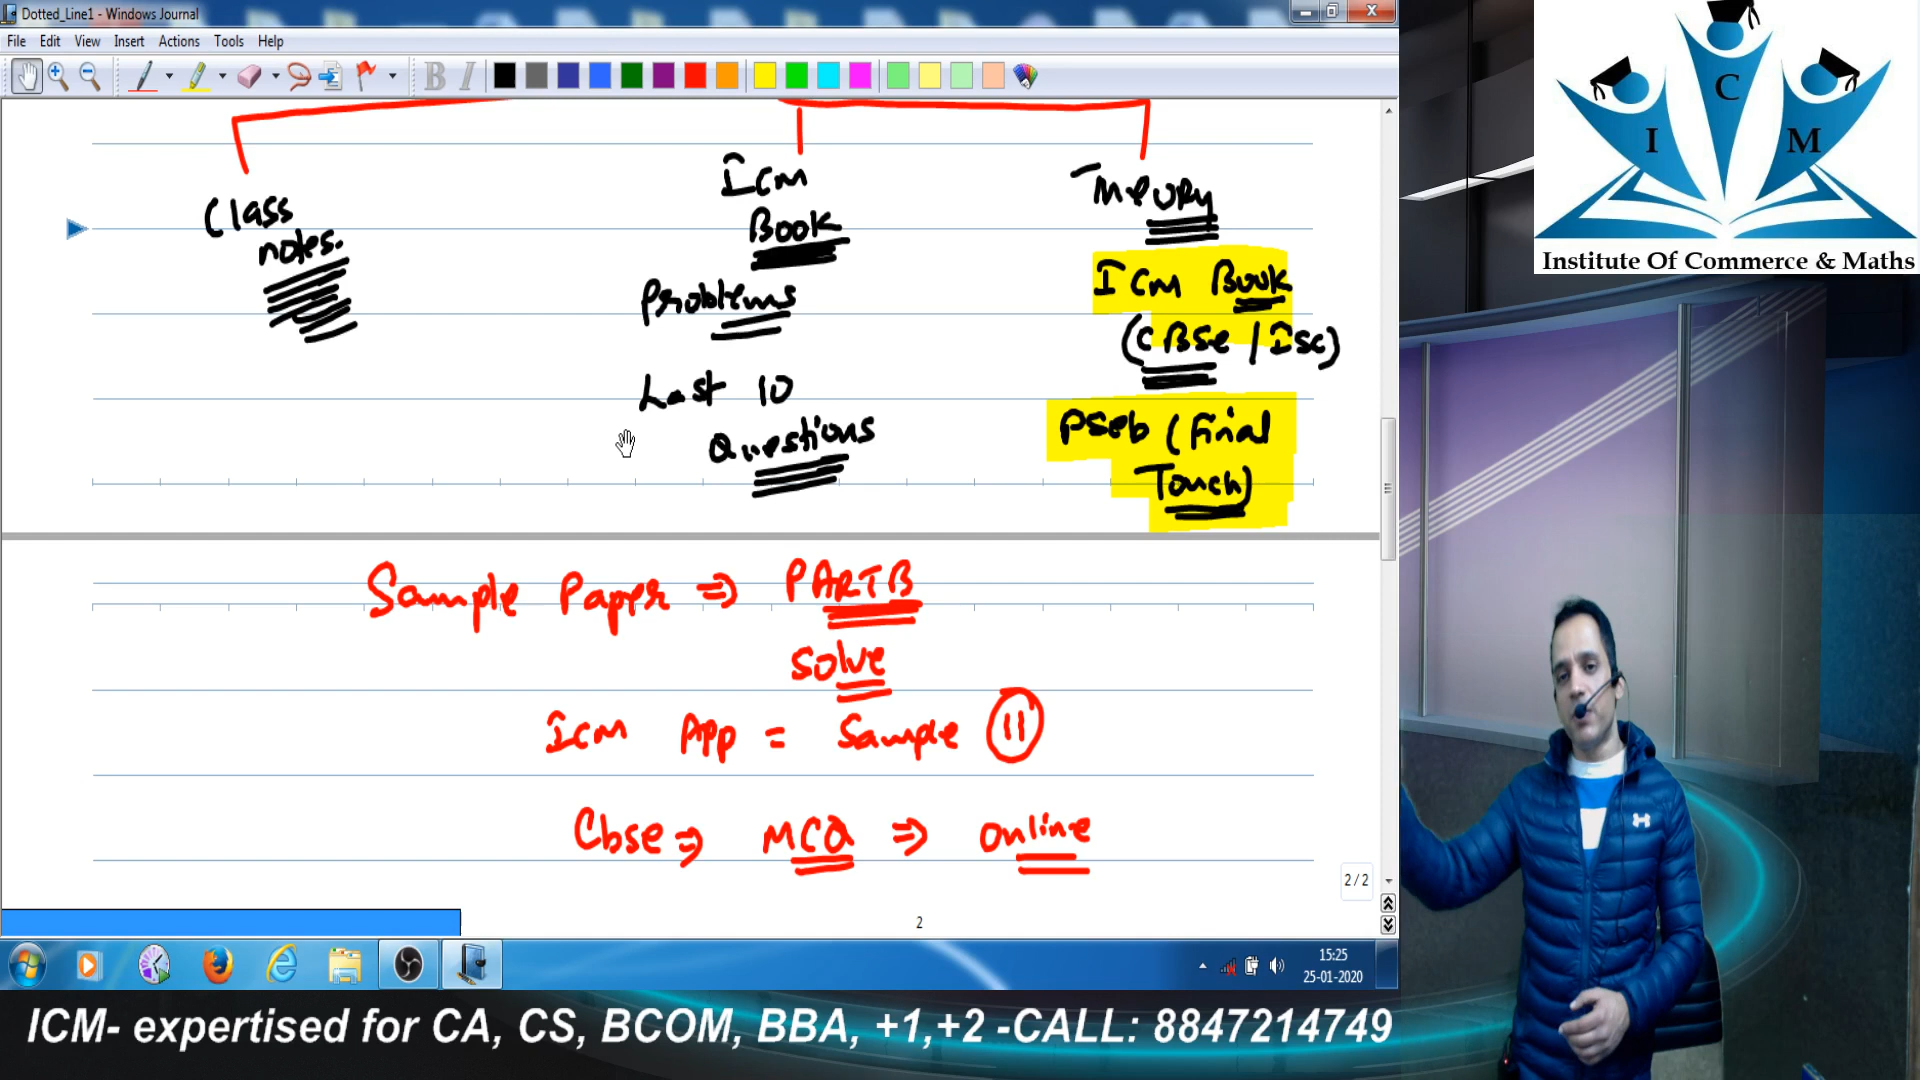 Dotted_Line1 - Windows Journal
File Edit View Insert Actions Tools Help
B I
Class
notes.
Icm
Book
Problems
Last 10
Questions
Theory
Icm Book
(CBSe / Isc)
Pseb (Final
Touch)
Sample Paper ⇒ PART B
Solve
Icm App = Sample 11
Cbse ⇒ MCQ ⇒ online
2 / 2
2
15:25
25-01-2020
I C M
Institute Of Commerce & Maths
ICM- expertised for CA, CS, BCOM, BBA, +1,+2 -CALL: 8847214749